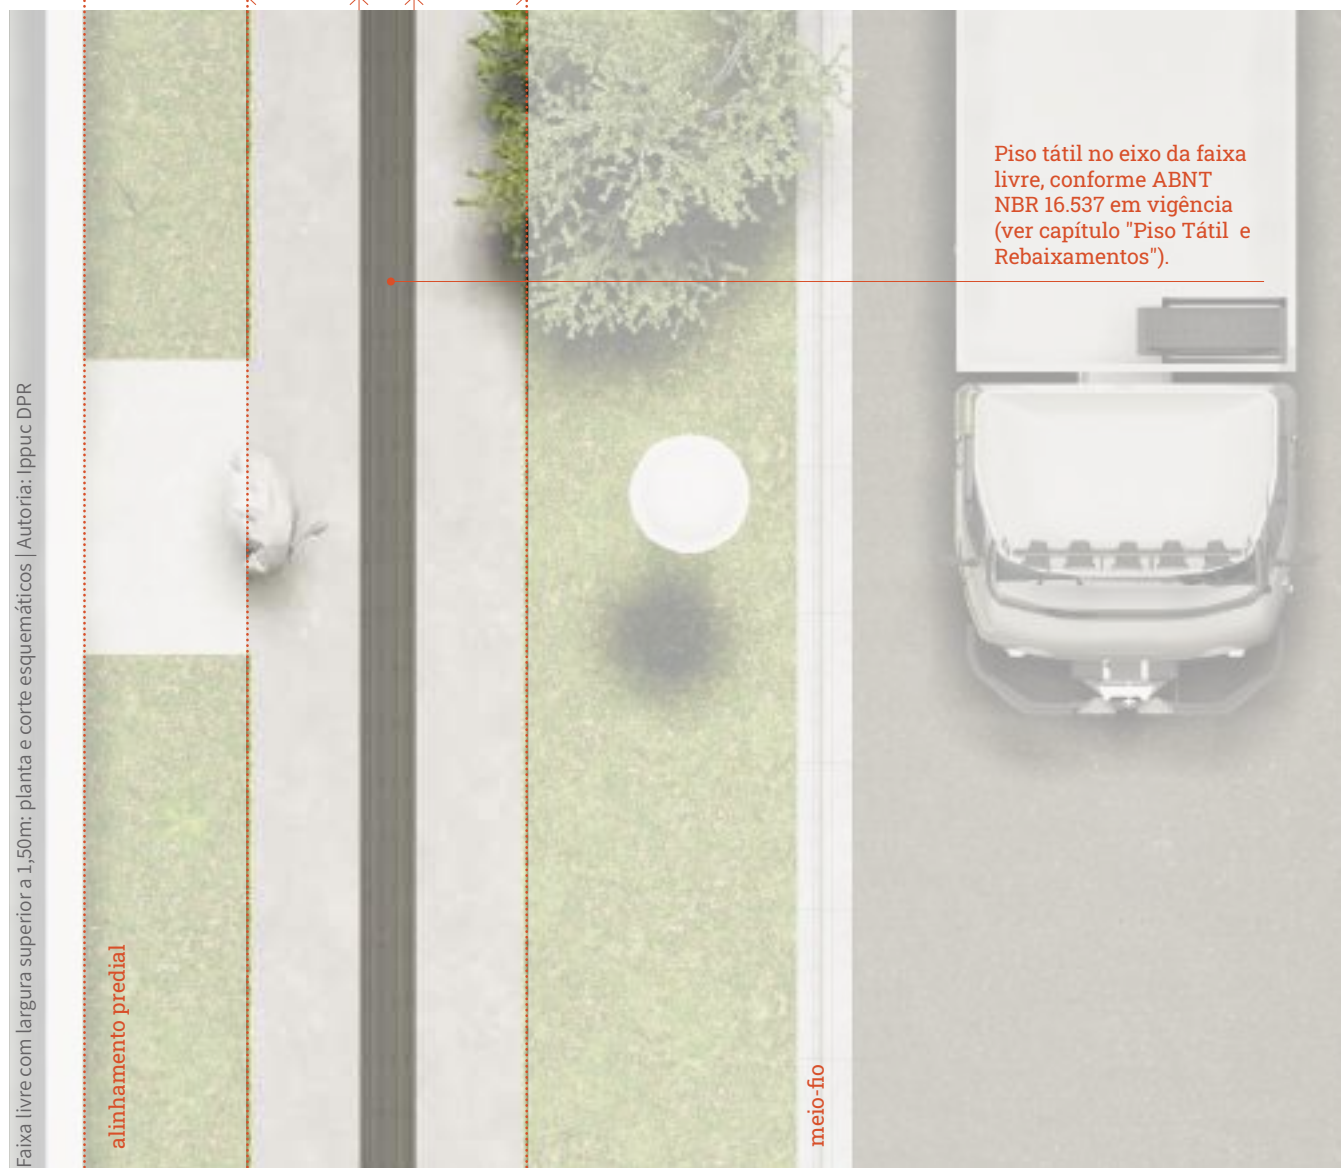 Piso tátil no eixo da faixa
livre, conforme ABNT
NBR 16.537 em vigência
(ver capítulo "Piso Tátil e
Rebaixamentos").
Faixa livre com largura superior a 1,50m: planta e corte esquemáticos | Autoria: Ippuc DPR
alinhamento predial
meio-fio